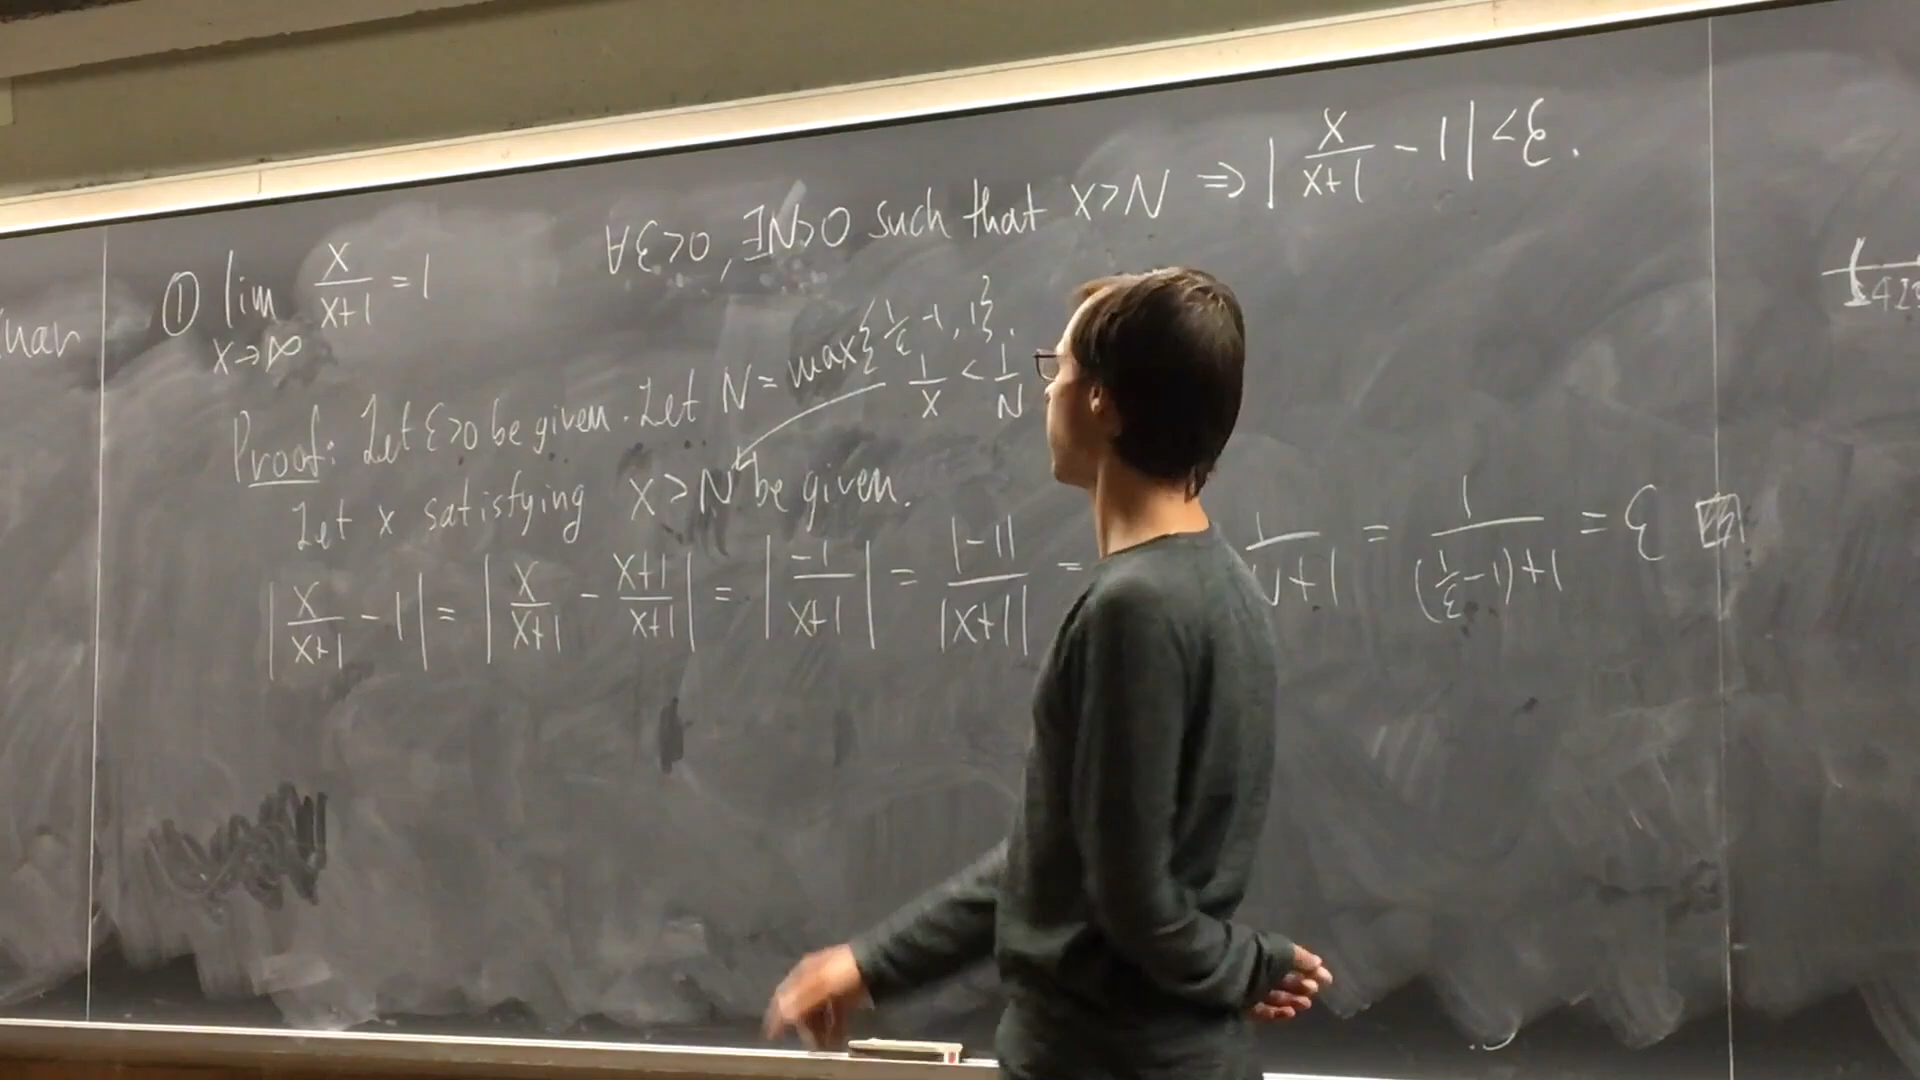 ∀ε>0, ∃N>0 such that x>N ⇒ |x/(x+1) - 1| < ε.
① lim x→∞ x/(x+1) = 1
Proof: Let ε>0 be given. Let N = max{1/ε - 1, 1}.
1/x < 1/N
Let x satisfying x>N be given.
|x/(x+1) - 1| = |x/(x+1) - (x+1)/(x+1)| = |-1/(x+1)| = |-1|/|x+1| = 1/(N+1) = 1/((1/ε - 1)+1) = ε